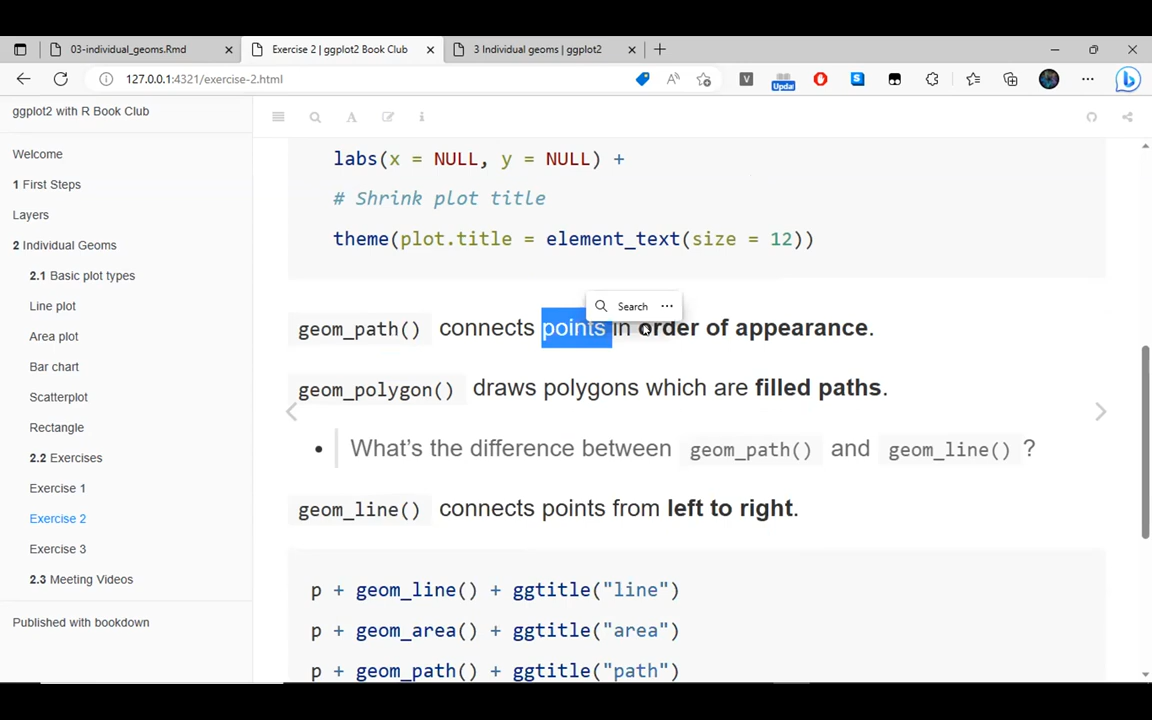 03-individual_geoms.Rmd
Exercise 2 | ggplot2 Book Club
3 Individual geoms | ggplot2
127.0.0.1:4321/exercise-2.html
V
Updat
S
ggplot2 with R Book Club
Welcome
1 First Steps
Layers
2 Individual Geoms
2.1 Basic plot types
Line plot
Area plot
Bar chart
Scatterplot
Rectangle
2.2 Exercises
Exercise 1
Exercise 2
Exercise 3
2.3 Meeting Videos
Published with bookdown
labs(x = NULL, y = NULL) +
# Shrink plot title
theme(plot.title = element_text(size = 12))
Search
geom_path() connects points in order of appearance.
geom_polygon() draws polygons which are filled paths.
• What's the difference between geom_path() and geom_line() ?
geom_line() connects points from left to right.
p + geom_line() + ggtitle("line")
p + geom_area() + ggtitle("area")
p + geom_path() + ggtitle("path")